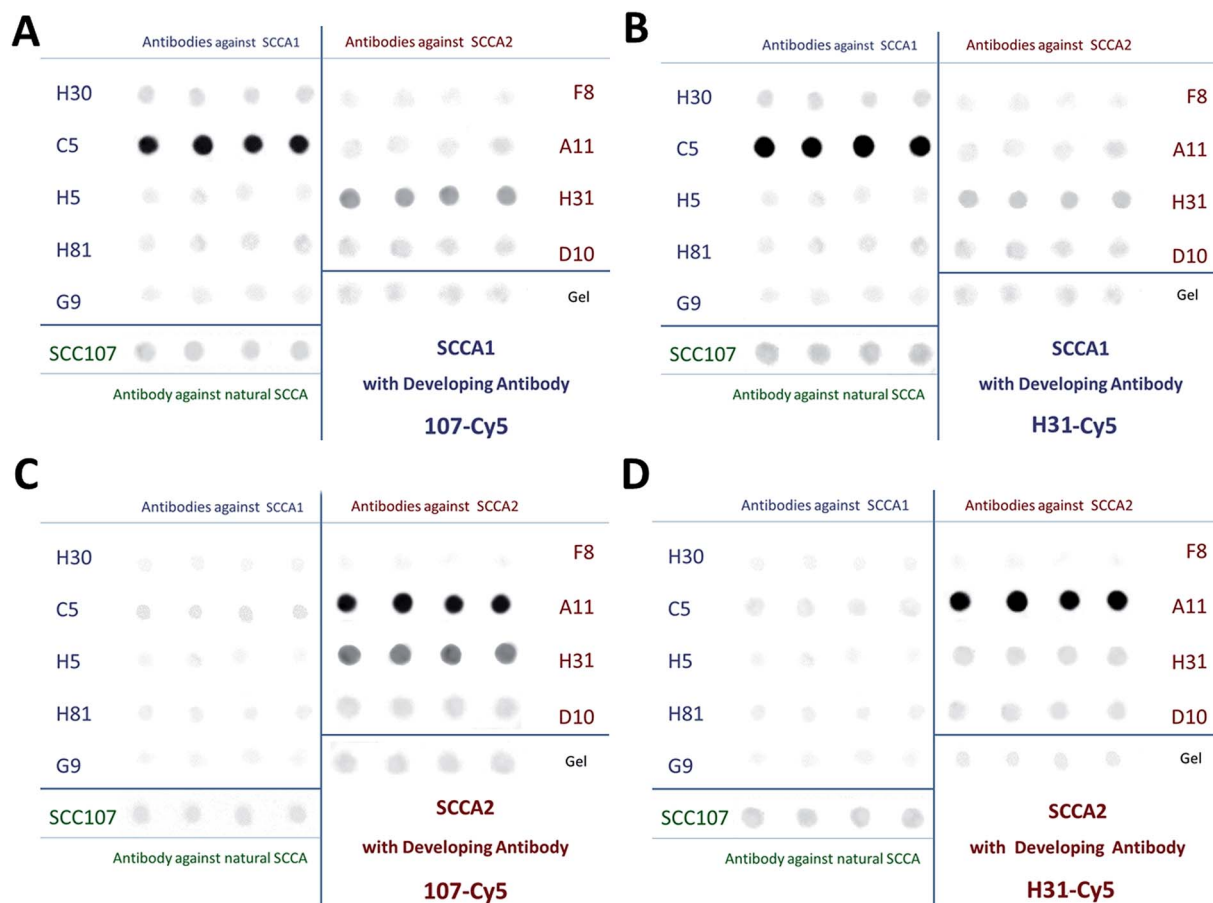 A
Antibodies against SCCA1
Antibodies against SCCA2
H30
F8
C5
A11
H5
H31
H81
D10
G9
Gel
SCC107
SCCA1
Antibody against natural SCCA
with Developing Antibody
107-Cy5
B
Antibodies against SCCA1
Antibodies against SCCA2
H30
F8
C5
A11
H5
H31
H81
D10
G9
Gel
SCC107
SCCA1
Antibody against natural SCCA
with Developing Antibody
H31-Cy5
C
Antibodies against SCCA1
Antibodies against SCCA2
H30
F8
C5
A11
H5
H31
H81
D10
G9
Gel
SCC107
SCCA2
Antibody against natural SCCA
with Developing Antibody
107-Cy5
D
Antibodies against SCCA1
Antibodies against SCCA2
H30
F8
C5
A11
H5
H31
H81
D10
G9
Gel
SCC107
SCCA2
Antibody against natural SCCA
with Developing Antibody
H31-Cy5